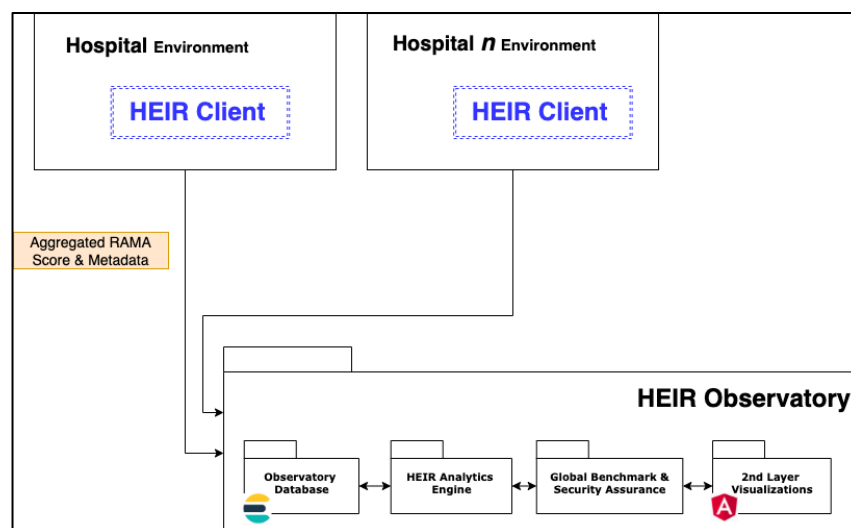 Hospital Environment
Hospital n Environment
HEIR Client
HEIR Client
Aggregated RAMA
Score & Metadata
HEIR Observatory
Observatory
Database
HEIR Analytics
Engine
Global Benchmark &
Security Assurance
2nd Layer
Visualizations
A